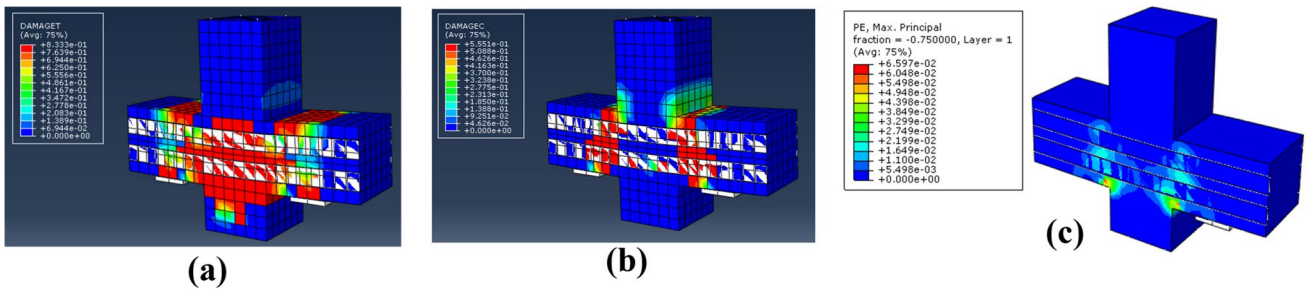 DAMAGET
(Avg: 75%)
+8.333e-01
+7.639e-01
+6.944e-01
+6.250e-01
+5.556e-01
+4.861e-01
+4.167e-01
+3.472e-01
+2.778e-01
+2.083e-01
+1.389e-01
+6.944e-02
+0.000e+00
(a)
DAMAGEC
(Avg: 75%)
+5.551e-01
+5.088e-01
+4.626e-01
+4.163e-01
+3.700e-01
+3.238e-01
+2.775e-01
+2.313e-01
+1.850e-01
+1.388e-01
+9.251e-02
+4.626e-02
+0.000e+00
(b)
PE, Max. Principal
fraction = -0.750000, Layer = 1
(Avg: 75%)
+6.597e-02
+6.048e-02
+5.498e-02
+4.948e-02
+4.398e-02
+3.849e-02
+3.299e-02
+2.749e-02
+2.199e-02
+1.649e-02
+1.100e-02
+5.498e-03
+0.000e+00
(c)